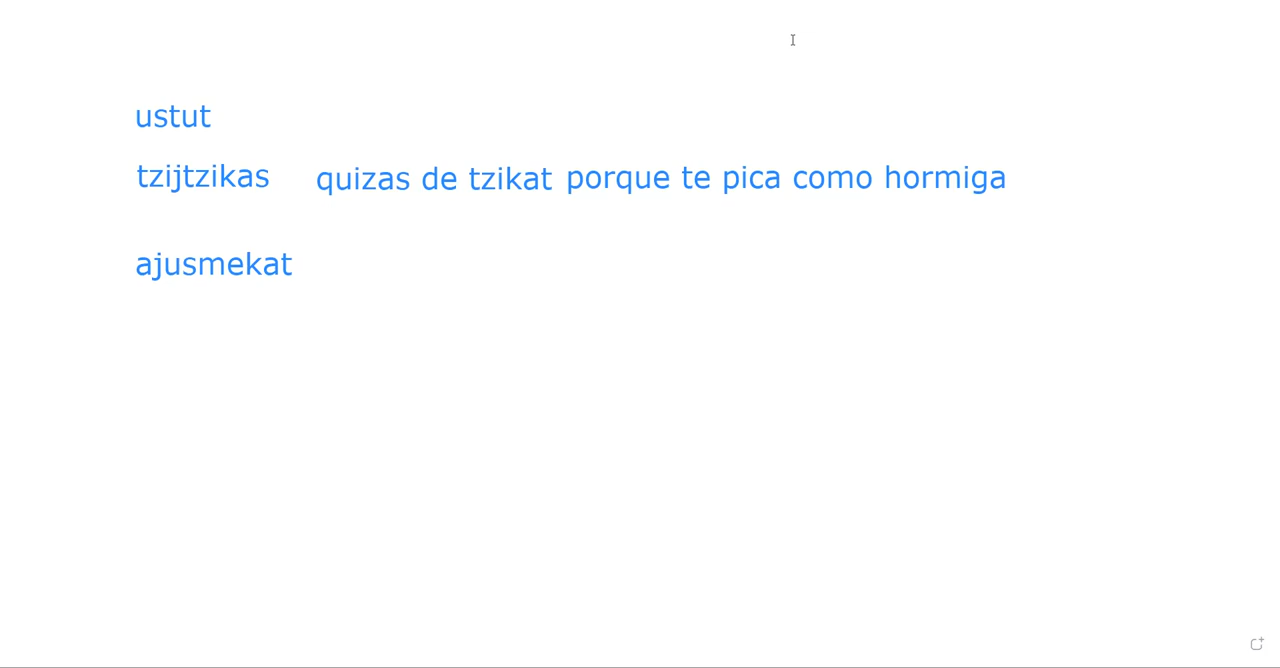 ustut
tzijtzikas quizas de tzikat porque te pica como hormiga
ajusmekat